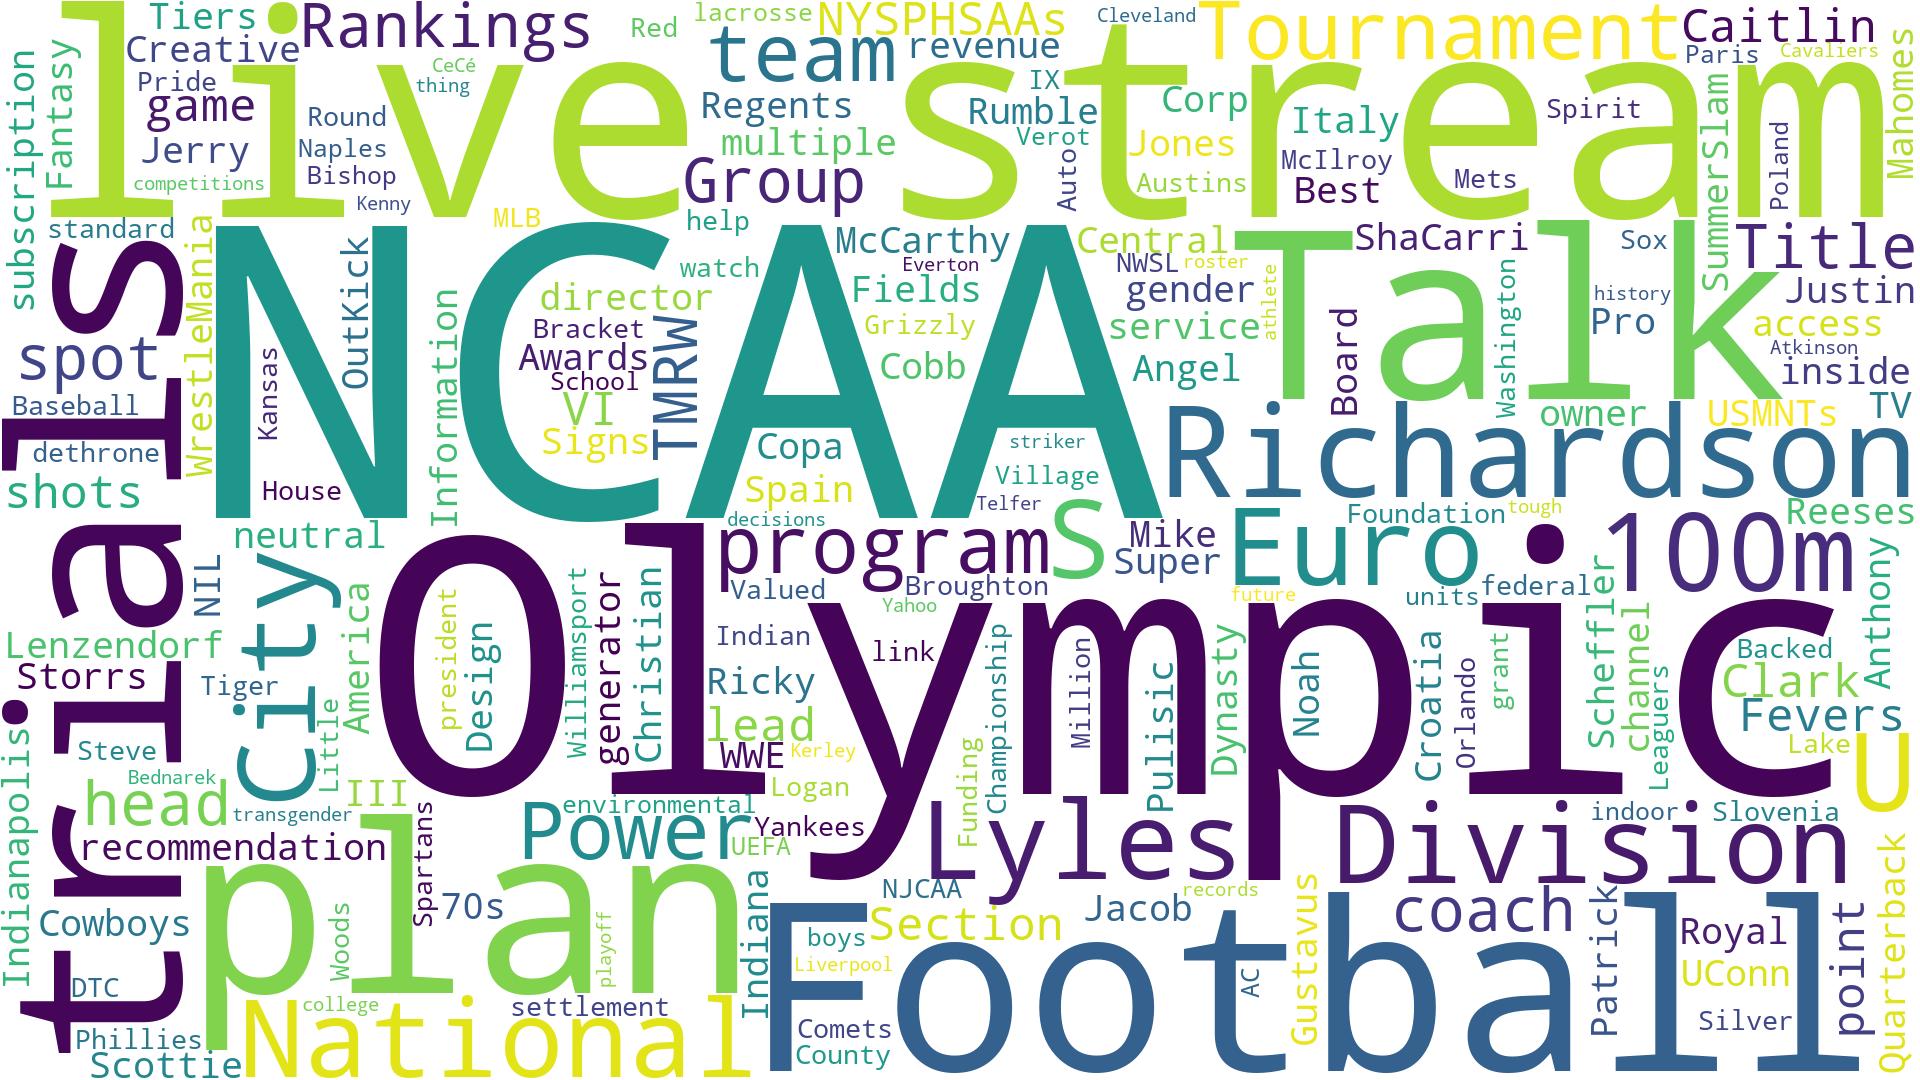 live stream
NCAA
Olympic
trials
Talk
plan
Football
Richardson
National
Division
Lyles
Power
Euro
100m
city
Tournament
Rankings
team
Group
program
S
U
Title
spot
head
coach
Tiers
Creative
Pride
game
Jerry
competitions
Fantasy
subscription
standard
Round
Naples
Bishop
Kenny
CeCé
thing
Red
lacrosse
NYSPHSAAs
revenue
Cleveland
Regents
multiple
IX
Rumble
Verot
Auto
Corp
Jones
Austins
Italy
McIlroy
Best
Spirit
Mets
Caitlin
Paris
Cavaliers
Mahomes
Poland
SummerSlam
MLB
help
watch
McCarthy
Everton
Fields
Grizzly
Cobb
Central
NWSL
roster
gender
service
athlete
Angel
ShaCarri
Sox
history
Pro
Justin
access
Atkinson
inside
TV
USMNTs
owner
Washington
Board
WrestleMania
OutKick
Kansas
House
Information
director
Bracket
Awards
School
VI
Signs
TMRW
Copa
Spain
decisions
striker
Village
Telfer
Baseball
dethrone
shots
neutral
NIL
Lenzendorf
Storrs
Tiger
America
Little
Steve
Bednarek
transgender
III
Indianapolis
recommendation
Cowboys
DTC
Phillies
Scottie
president
Design
Williamsport
generator
Christian
Valued
Broughton
Indian
Yahoo
link
Ricky
lead
WWE
Kerley
Logan
Yankees
UEFA
environmental
Funding
Championship
Million
Pulisic
Dynasty
Mike
Super
Foundation
tough
Reeses
future
units
federal
Noah
Croatia
Orlando
grant
Scheffler
channel
Leaguers
Backed
Clark
Fevers
Lake
Anthony
indoor
Slovenia
Spartans
70s
Woods
college
playoff
settlement
Indiana
NJCAA
Section
boys
Liverpool
Comets
County
Jacob
records
AC
Gustavus
Patrick
Royal
UConn
Silver
point
Quarterback